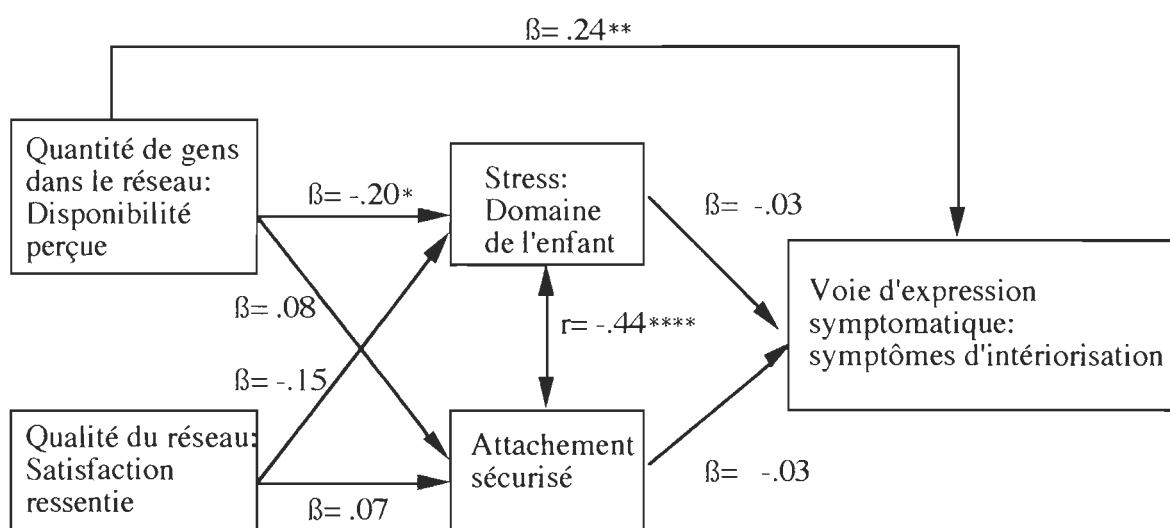 ß= .24**
Quantité de gens
dans le réseau:
Disponibilité
perçue
ß= -.20*
Stress:
Domaine
de l'enfant
ß= -.03
ß= .08
r= -.44****
Voie d'expression
symptomatique:
symptômes d'intériorisation
ß= -.15
Qualité du réseau:
Satisfaction
ressentie
ß= .07
Attachement
sécurisé
ß= -.03